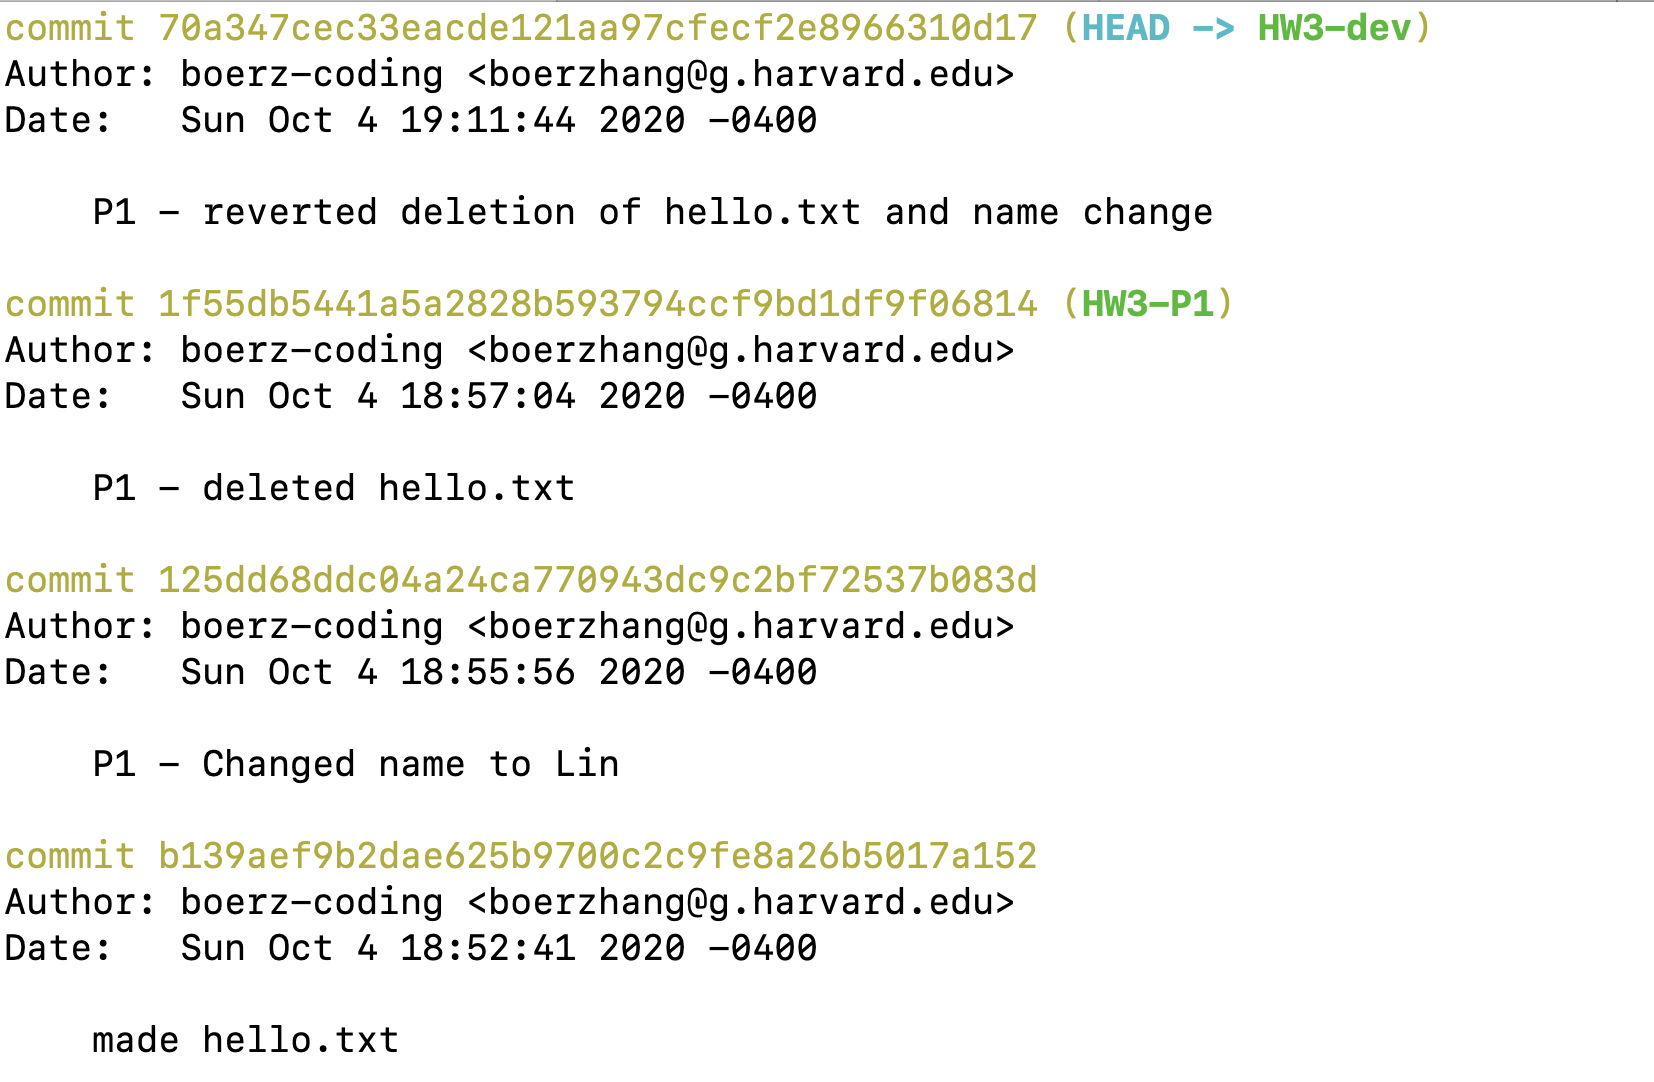 commit 70a347cec33eacde121aa97cfecf2e8966310d17 (HEAD -> HW3-dev)
Author: boerz-coding <boerzhang@g.harvard.edu>
Date:   Sun Oct 4 19:11:44 2020 -0400
    P1 - reverted deletion of hello.txt and name change
commit 1f55db5441a5a2828b593794ccf9bd1df9f06814 (HW3-P1)
Author: boerz-coding <boerzhang@g.harvard.edu>
Date:   Sun Oct 4 18:57:04 2020 -0400
    P1 - deleted hello.txt
commit 125dd68ddc04a24ca770943dc9c2bf72537b083d
Author: boerz-coding <boerzhang@g.harvard.edu>
Date:   Sun Oct 4 18:55:56 2020 -0400
    P1 - Changed name to Lin
commit b139aef9b2dae625b9700c2c9fe8a26b5017a152
Author: boerz-coding <boerzhang@g.harvard.edu>
Date:   Sun Oct 4 18:52:41 2020 -0400
    made hello.txt